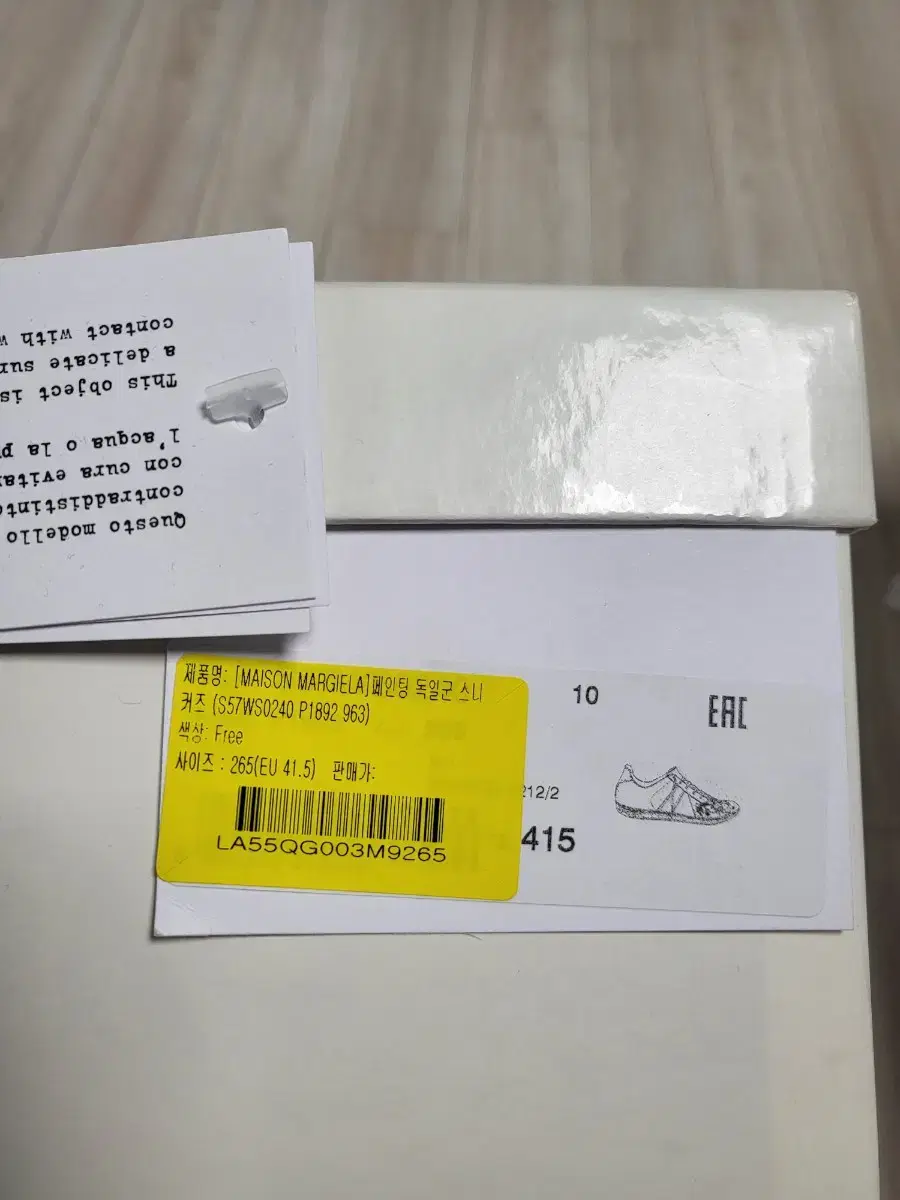 Questo modello
contraddistint
con cura evitar
l'acqua o la p
This object is
a delicate sur
contact with w
제품명: [MAISON MARGIELA]페인팅 독일군 스니
커즈 (S57WS0240 P1892 963)
색상: Free
사이즈 : 265(EU 41.5) 판매가:
LA55QG003M9265
10
EAC
212/2
415